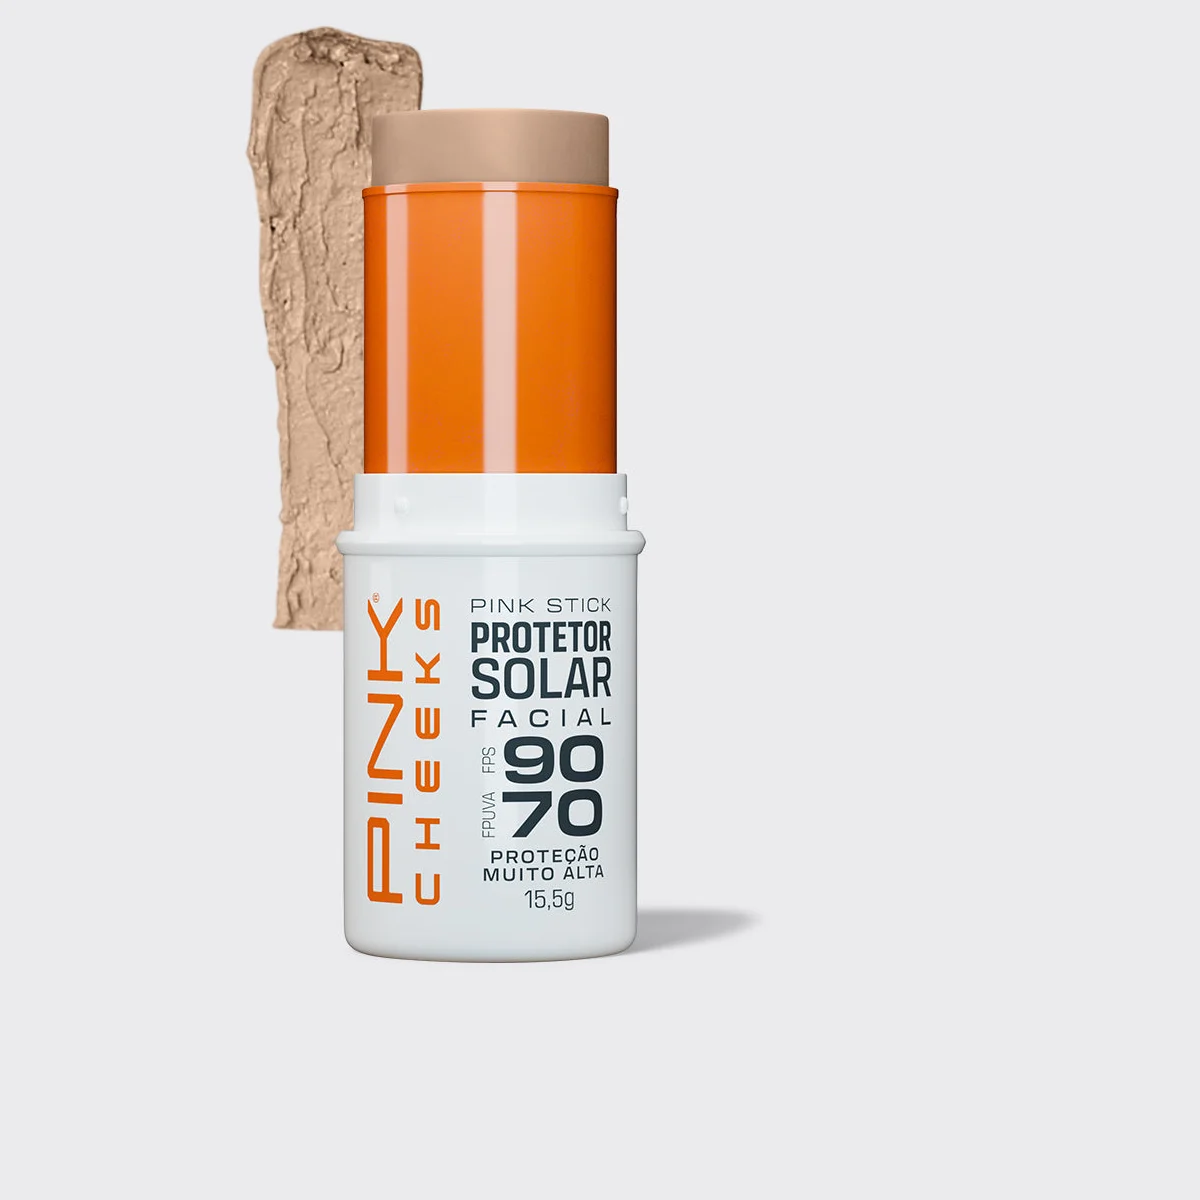 PINK®
CHEEKS
PINK STICK
PROTETOR
SOLAR
FACIAL
FPS 90
FPUVA 70
PROTEÇÃO
MUITO ALTA
15,5g